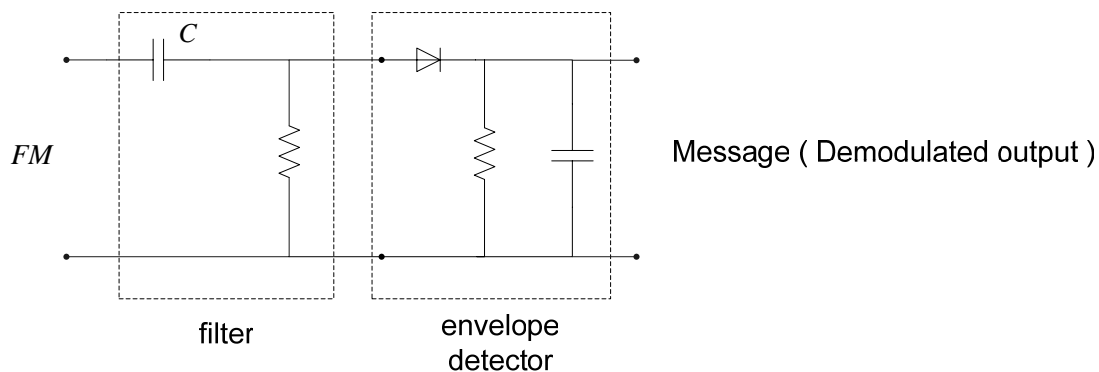 C
FM
Message ( Demodulated output )
filter
envelope
detector